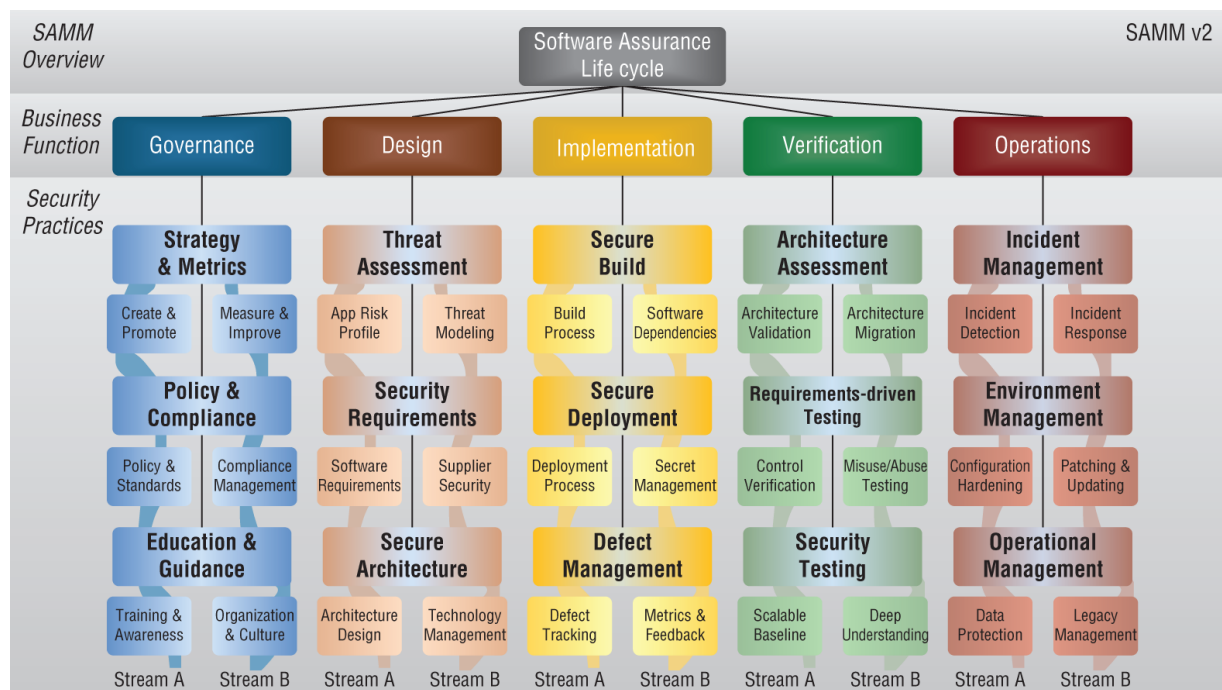 SAMM
Overview
Software Assurance
Life cycle
SAMM v2
Business
Function
Governance
Design
Implementation
Verification
Operations
Security
Practices
Strategy
& Metrics
Threat
Assessment
Secure
Build
Architecture
Assessment
Incident
Management
Create &
Promote
Measure &
Improve
App Risk
Profile
Threat
Modeling
Build
Process
Software
Dependencies
Architecture
Validation
Architecture
Migration
Incident
Detection
Incident
Response
Policy &
Compliance
Security
Requirements
Secure
Deployment
Requirements-driven
Testing
Environment
Management
Policy &
Standards
Compliance
Management
Software
Requirements
Supplier
Security
Deployment
Process
Secret
Management
Control
Verification
Misuse/Abuse
Testing
Configuration
Hardening
Patching &
Updating
Education &
Guidance
Secure
Architecture
Defect
Management
Security
Testing
Operational
Management
Training &
Awareness
Organization
& Culture
Architecture
Design
Technology
Management
Defect
Tracking
Metrics &
Feedback
Scalable
Baseline
Deep
Understanding
Data
Protection
Legacy
Management
Stream A
Stream B
Stream A
Stream B
Stream A
Stream B
Stream A
Stream B
Stream A
Stream B